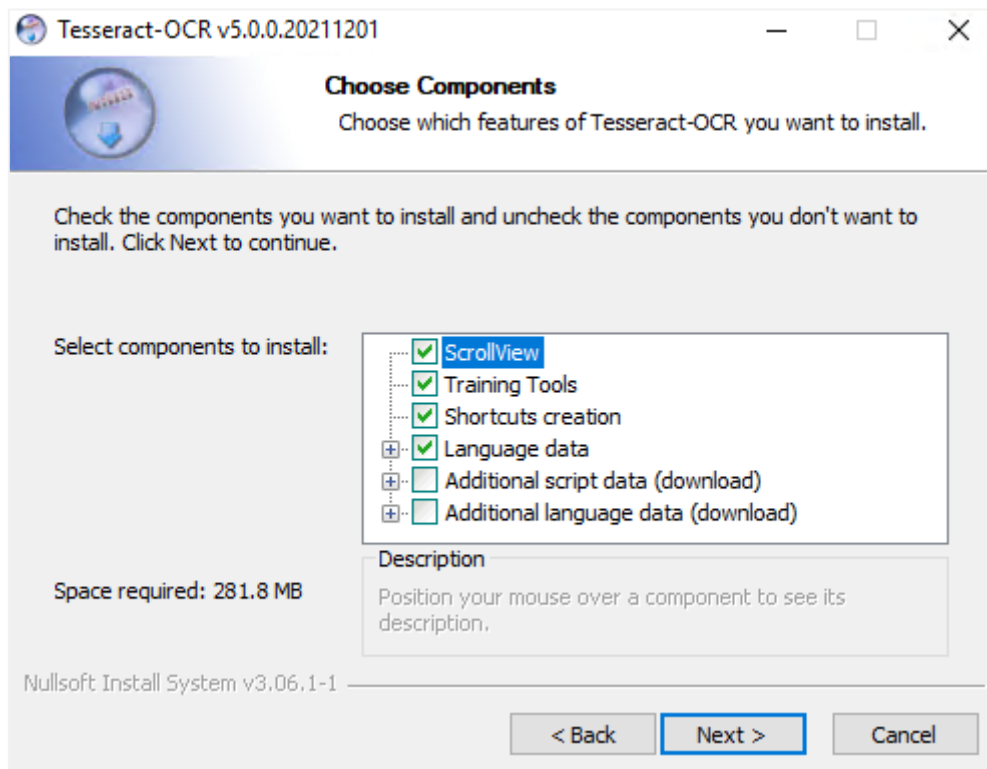 Tesseract-OCR v5.0.0.20211201
Choose Components
Choose which features of Tesseract-OCR you want to install.
Check the components you want to install and uncheck the components you don't want to
install. Click Next to continue.
Select components to install:
ScrollView
Training Tools
Shortcuts creation
Language data
Additional script data (download)
Additional language data (download)
Space required: 281.8 MB
Description
Position your mouse over a component to see its
description.
Nullsoft Install System v3.06.1-1
< Back
Next >
Cancel